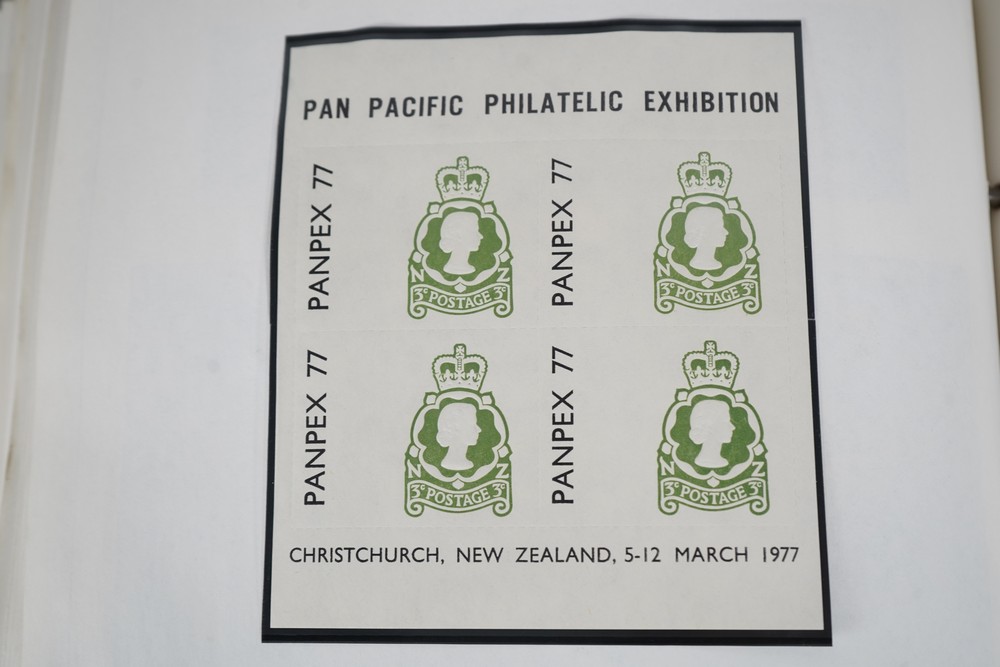 PAN PACIFIC PHILATELIC EXHIBITION
PANPEX 77
N Z
3c POSTAGE 3c
PANPEX 77
N Z
3c POSTAGE 3c
PANPEX 77
N Z
3c POSTAGE 3c
PANPEX 77
N Z
3c POSTAGE 3c
CHRISTCHURCH, NEW ZEALAND, 5-12 MARCH 1977